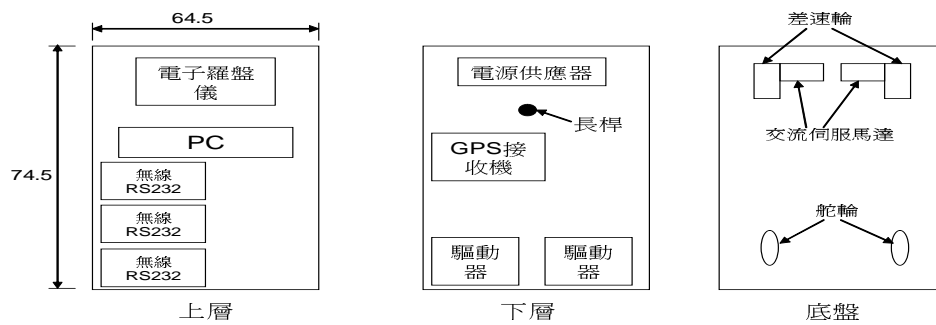 64.5
74.5
電子羅盤
儀
PC
無線
RS232
無線
RS232
無線
RS232
上層
電源供應器
長桿
GPS接
收機
驅動
器
驅動
器
下層
差速輪
交流伺服馬達
舵輪
底盤